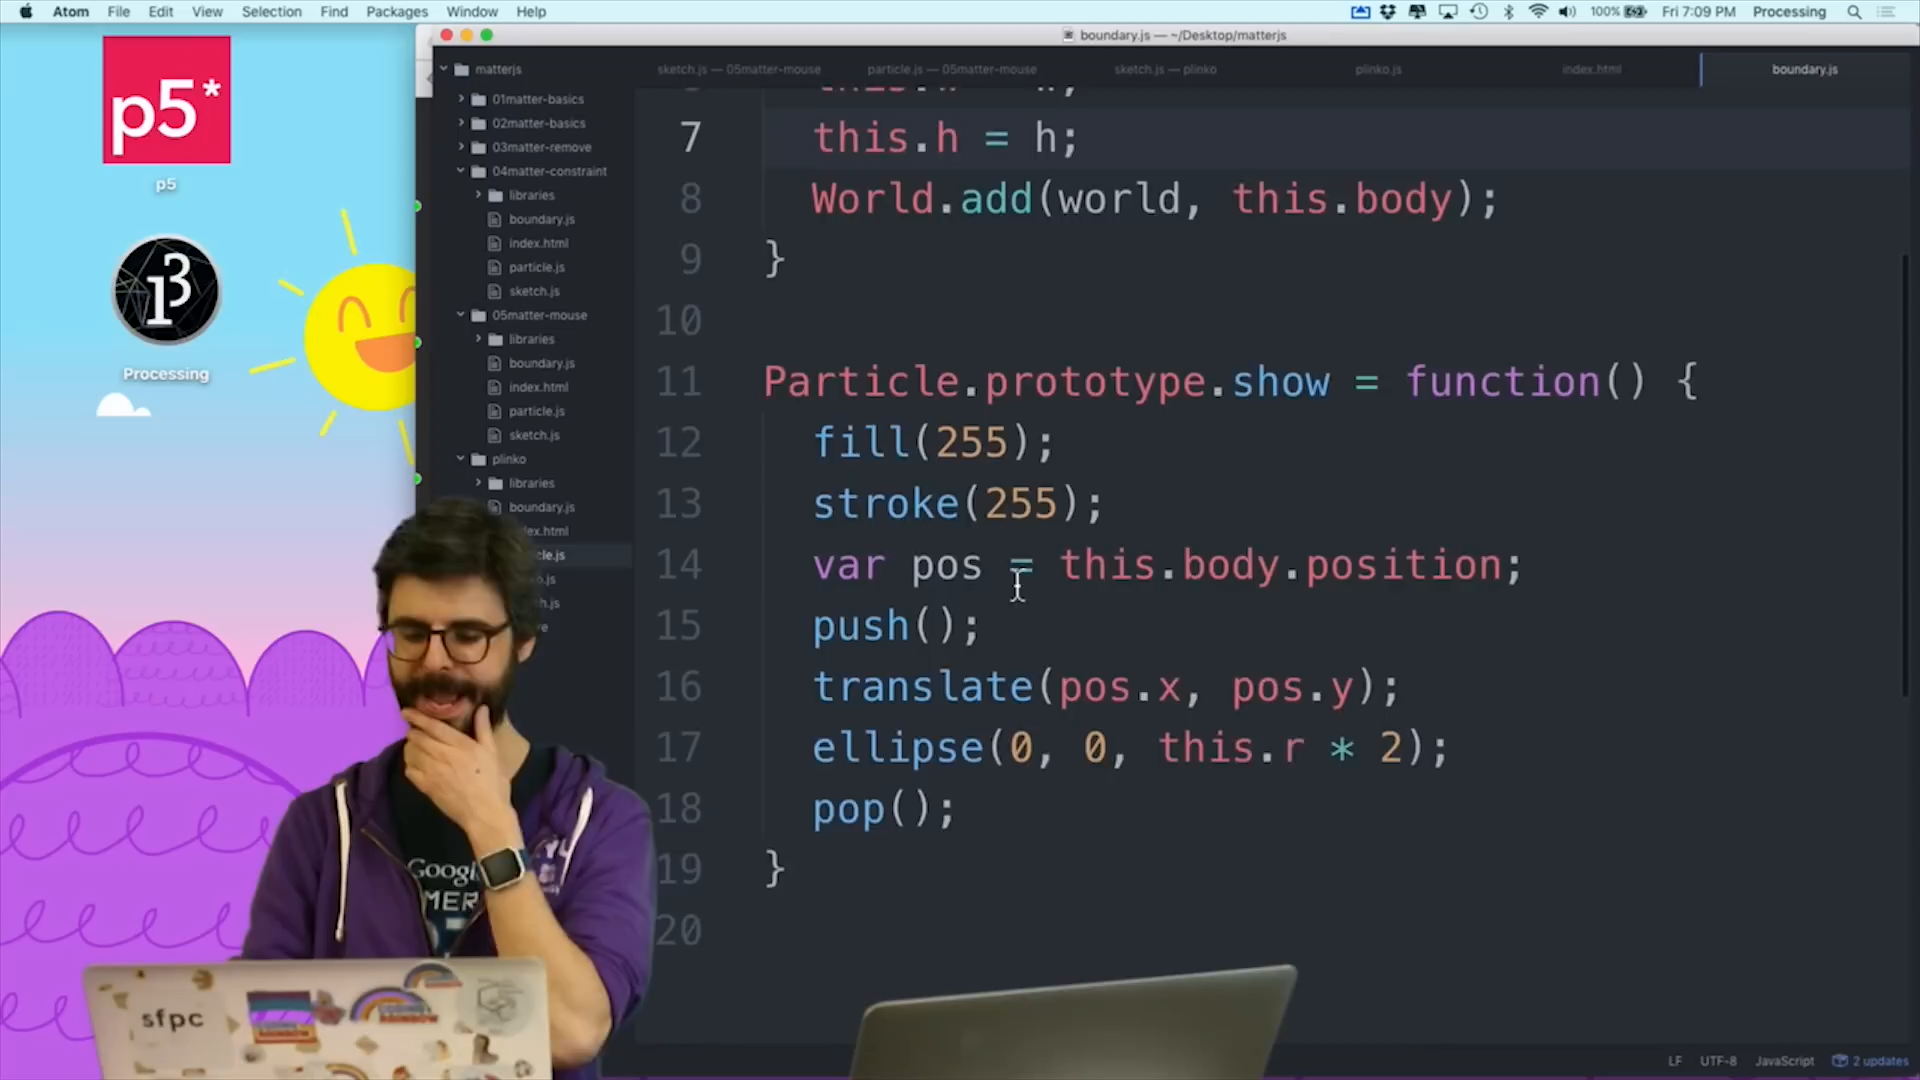 Atom File Edit View Selection Find Packages Window Help
100% Fri 7:09 PM Processing
boundary.js — ~/Desktop/matterjs
sketch.js — 05matter-mouse particle.js — 05matter-mouse sketch.js — plinko plinko.js index.html boundary.js
p5*
p5
Processing
matterjs
01matter-basics
02matter-basics
03matter-remove
04matter-constraint
libraries
boundary.js
index.html
particle.js
sketch.js
05matter-mouse
libraries
boundary.js
index.html
particle.js
sketch.js
plinko
libraries
boundary.js
7 this.h = h;
8 World.add(world, this.body);
9 }
10
11 Particle.prototype.show = function() {
12 fill(255);
13 stroke(255);
14 var pos = this.body.position;
15 push();
16 translate(pos.x, pos.y);
17 ellipse(0, 0, this.r * 2);
18 pop();
19 }
20
Google
sfpc
LF UTF-8 JavaScript 2 updates